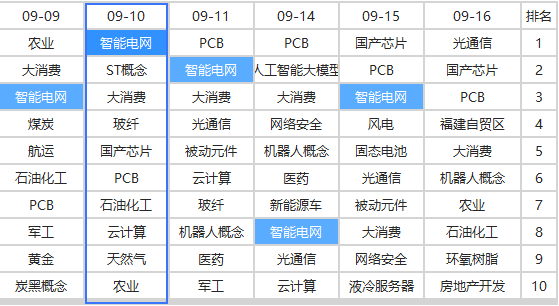 09-09 09-10 09-11 09-14 09-15 09-16 排名
农业 智能电网 PCB PCB 国产芯片 光通信 1
大消费 ST概念 智能电网 人工智能大模型 PCB 国产芯片 2
智能电网 大消费 大消费 大消费 智能电网 PCB 3
煤炭 玻纤 光通信 网络安全 风电 福建自贸区 4
航运 国产芯片 被动元件 机器人概念 固态电池 大消费 5
石油化工 PCB 云计算 医药 光通信 机器人概念 6
PCB 石油化工 玻纤 新能源车 被动元件 农业 7
军工 云计算 机器人概念 智能电网 大消费 石油化工 8
黄金 天然气 医药 光通信 网络安全 环氧树脂 9
炭黑概念 农业 军工 云计算 液冷服务器 房地产开发 10